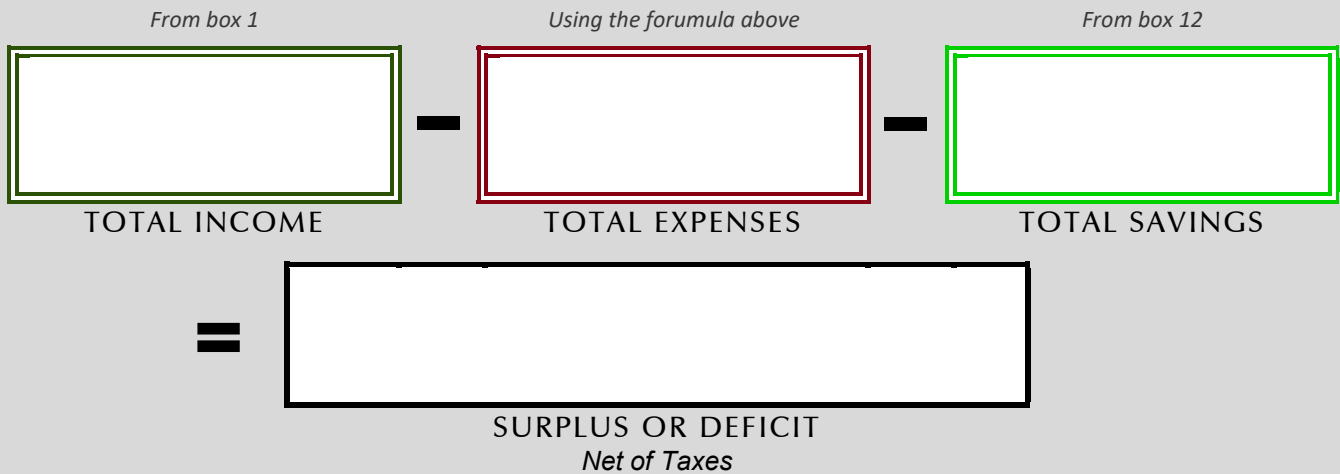 From box 1
Using the forumula above
From box 12
−
−
TOTAL INCOME
TOTAL EXPENSES
TOTAL SAVINGS
=
SURPLUS OR DEFICIT
Net of Taxes